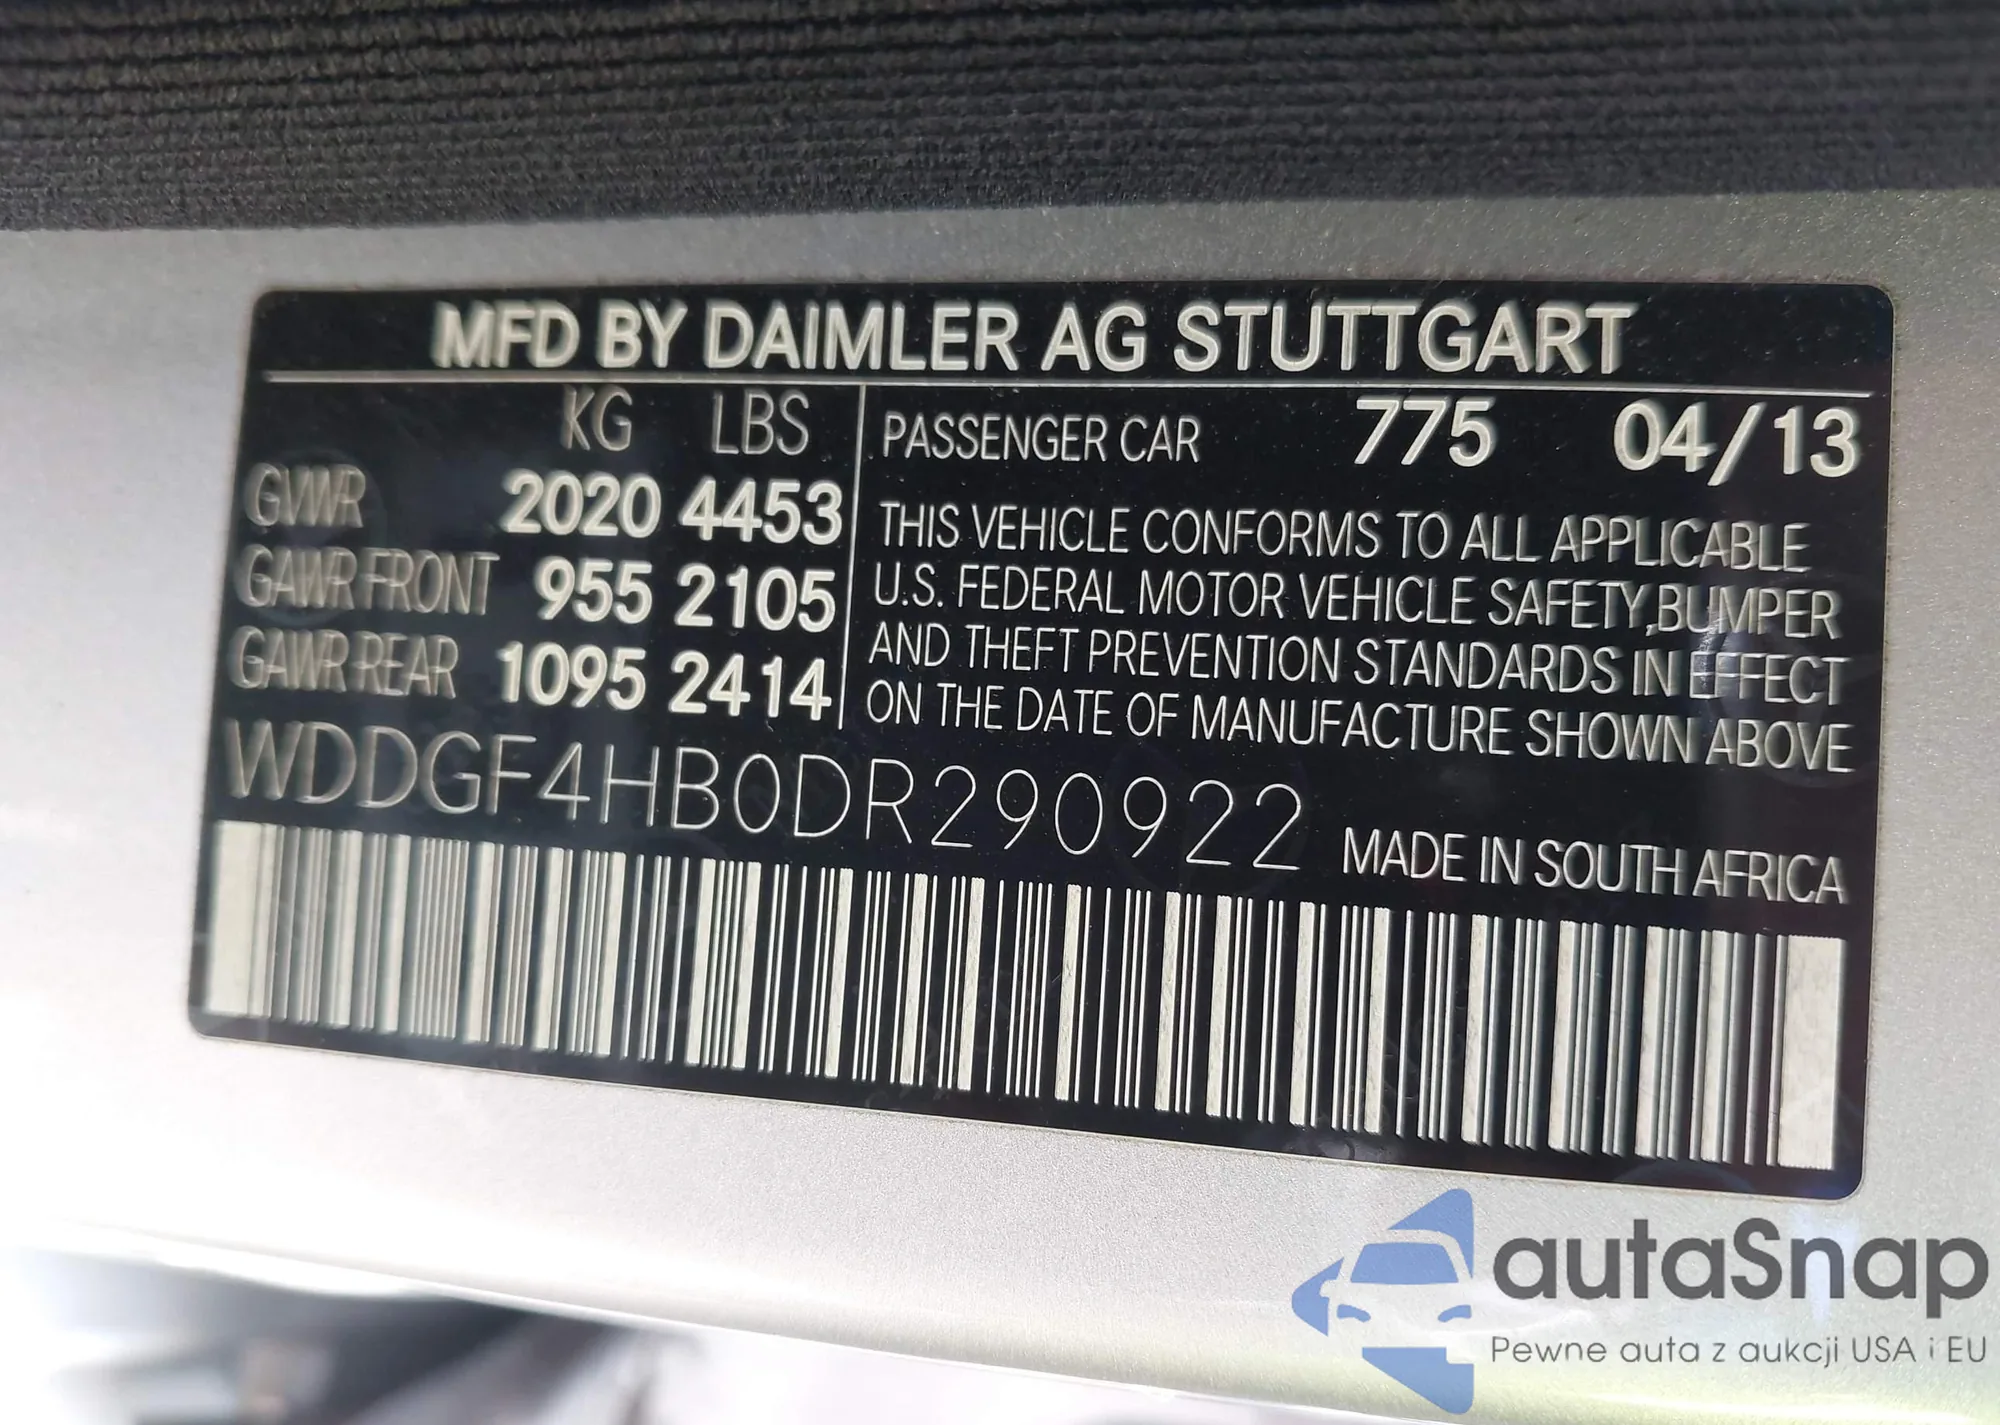 MFD BY DAIMLER AG STUTTGART
KG LBS
GVWR 2020 4453
GAWR FRONT 955 2105
GAWR REAR 1095 2414
PASSENGER CAR 775 04/13
THIS VEHICLE CONFORMS TO ALL APPLICABLE
U.S. FEDERAL MOTOR VEHICLE SAFETY, BUMPER
AND THEFT PREVENTION STANDARDS IN EFFECT
ON THE DATE OF MANUFACTURE SHOWN ABOVE
WDDGF4HB0DR290922
MADE IN SOUTH AFRICA
autaSnap
Pewne auta z aukcji USA i EU